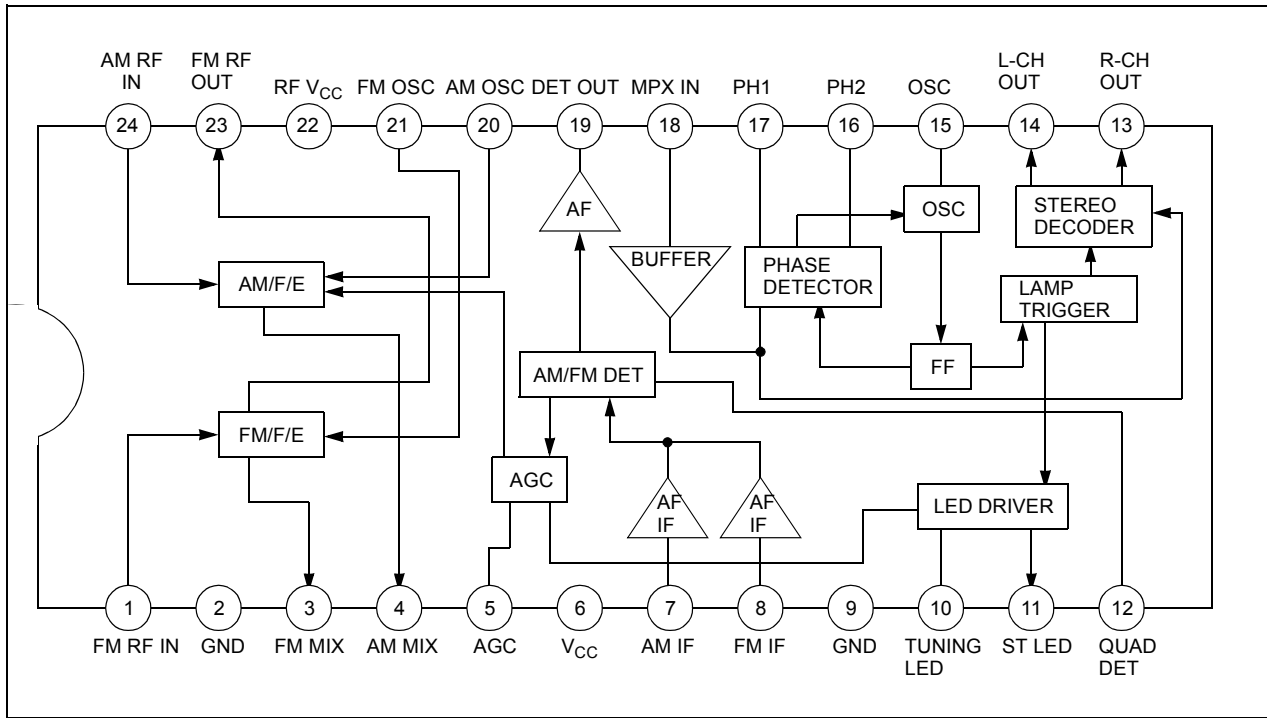 AM RF
IN
FM RF
OUT
RF VCC
FM OSC
AM OSC
DET OUT
MPX IN
PH1
PH2
OSC
L-CH
OUT
R-CH
OUT
24
23
22
21
20
19
18
17
16
15
14
13
AF
BUFFER
OSC
STEREO
DECODER
AM/F/E
PHASE
DETECTOR
LAMP
TRIGGER
AM/FM DET
FF
FM/F/E
AGC
AF
IF
AF
IF
LED DRIVER
1
2
3
4
5
6
7
8
9
10
11
12
FM RF IN
GND
FM MIX
AM MIX
AGC
VCC
AM IF
FM IF
GND
TUNING
LED
ST LED
QUAD
DET